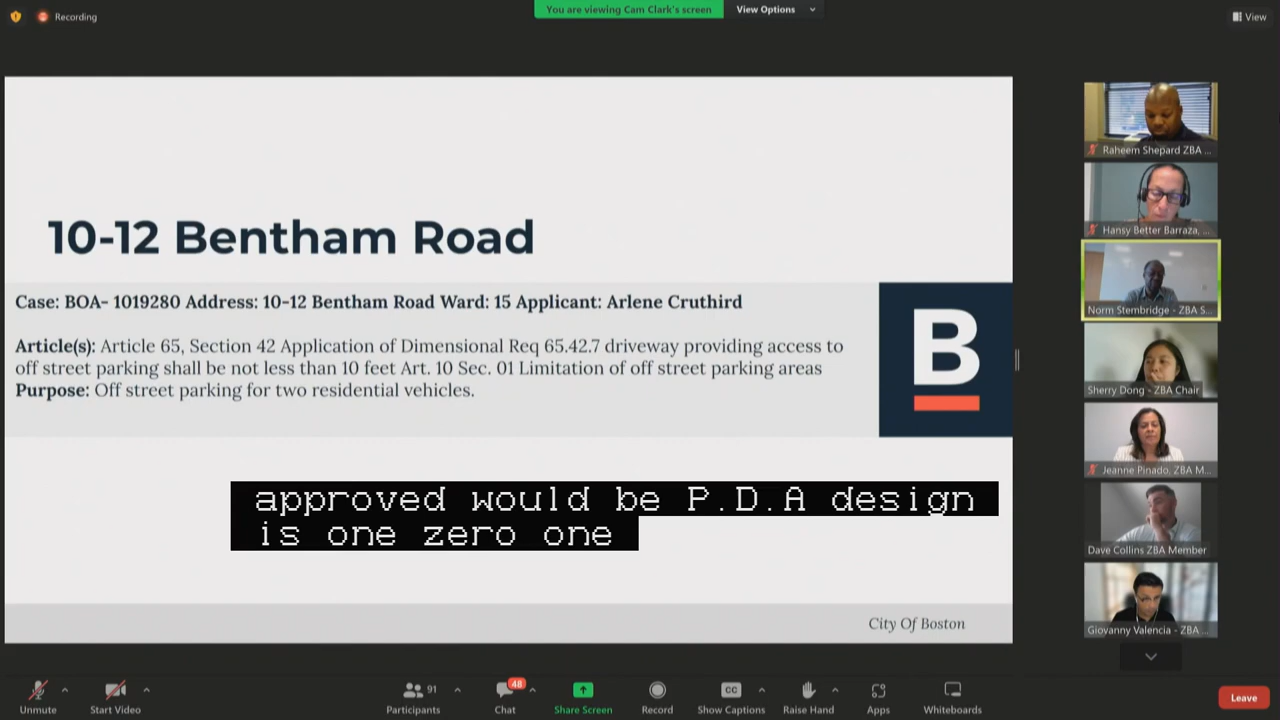 Recording
You are viewing Cam Clark's screen
View Options
View
10-12 Bentham Road
Case: BOA- 1019280 Address: 10-12 Bentham Road Ward: 15 Applicant: Arlene Cruthird
Article(s): Article 65, Section 42 Application of Dimensional Req 65.42.7 driveway providing access to
off street parking shall be not less than 10 feet Art. 10 Sec. 01 Limitation of off street parking areas
Purpose: Off street parking for two residential vehicles.
B
approved would be P.D.A design
is one zero one
City Of Boston
Raheem Shepard ZBA ...
Hansy Better Barraza, ...
Norm Stembridge - ZBA S...
Sherry Dong - ZBA Chair
Jeanne Pinado, ZBA M...
Dave Collins ZBA Member
Giovanny Valencia - ZBA ...
Unmute
Start Video
91
Participants
48
Chat
Share Screen
Record
CC
Show Captions
Raise Hand
Apps
Whiteboards
Leave